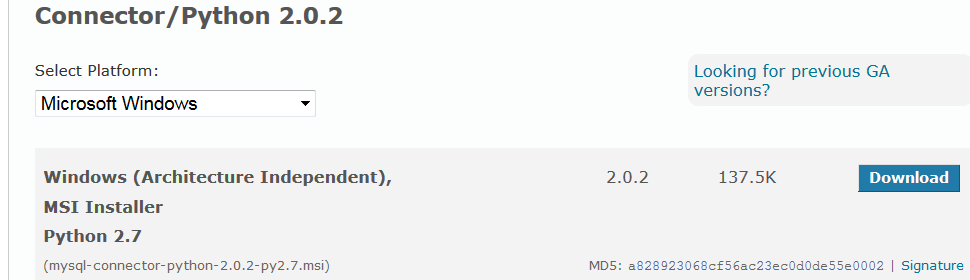 Connector/Python 2.0.2
Select Platform:
Looking for previous GA
versions?
Microsoft Windows
Windows (Architecture Independent), 2.0.2 137.5K Download
MSI Installer
Python 2.7
(mysql-connector-python-2.0.2-py2.7.msi) MD5: a828923068cf56ac23ec0d0de55e0002 | Signature